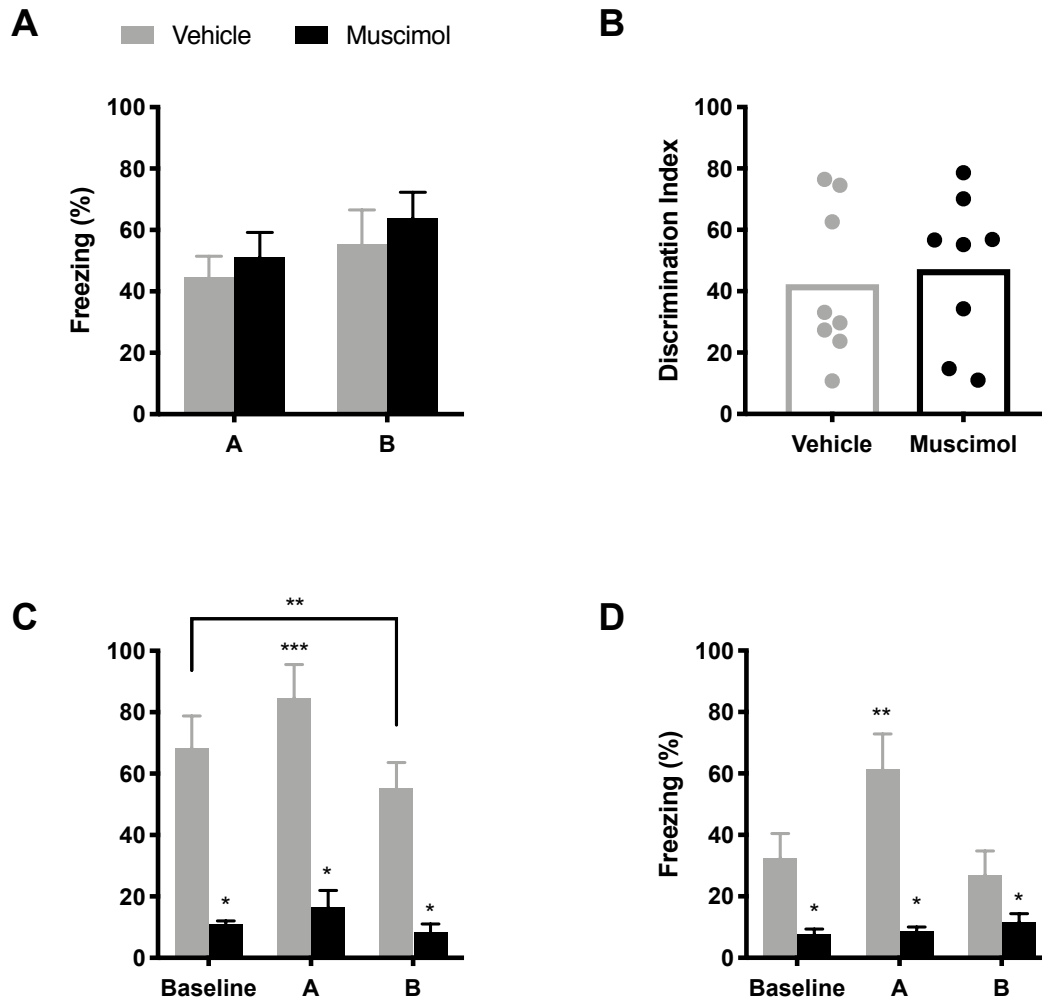 A
Vehicle Muscimol
Freezing (%)
100
80
60
40
20
0
A B
B
Discrimination Index
100
80
60
40
20
0
Vehicle Muscimol
C
**
***
100
80
60
40
20
0
* * *
Baseline A B
D
Freezing (%)
100
80
60
40
20
0
**
* * *
Baseline A B